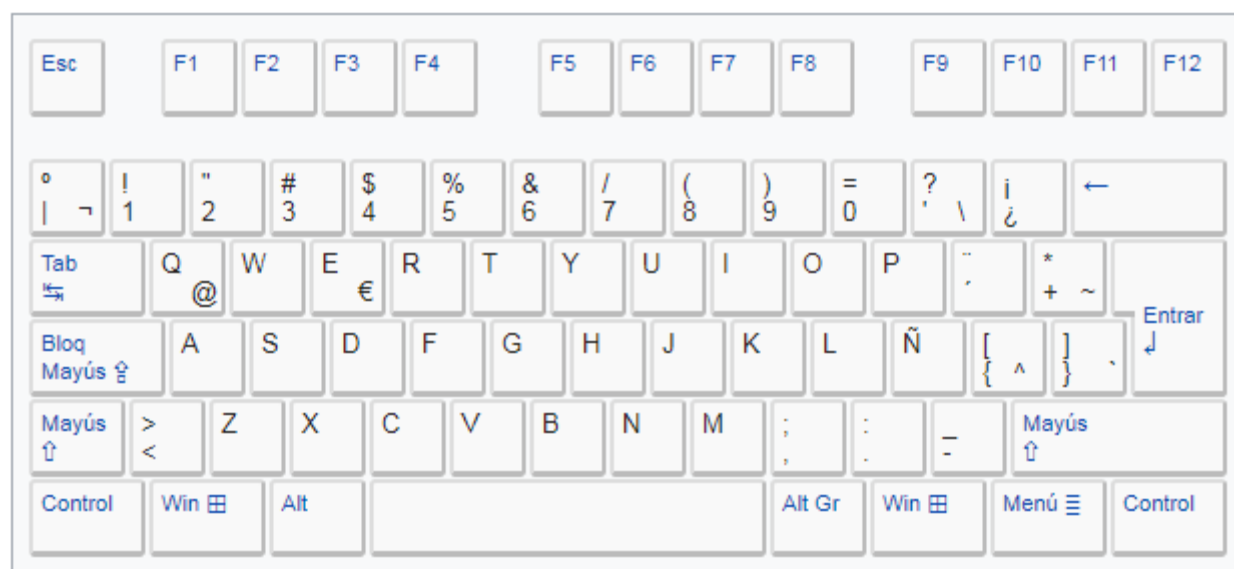 Esc F1 F2 F3 F4 F5 F6 F7 F8 F9 F10 F11 F12
º ! " # $ % & / ( ) = ? ¡ ←
| ¬ 1 2 3 4 5 6 7 8 9 0 ' \ ¿
Tab Q W E R T Y U I O P ¨ *
↹ @ € ´ + ~
Entrar
Bloq A S D F G H J K L Ñ [ ] ↲
Mayús ⇪ { ^ } `
Mayús > Z X C V B N M ; : _ Mayús
⇧ < , . - ⇧
Control Win ⊞ Alt Alt Gr Win ⊞ Menú ≣ Control